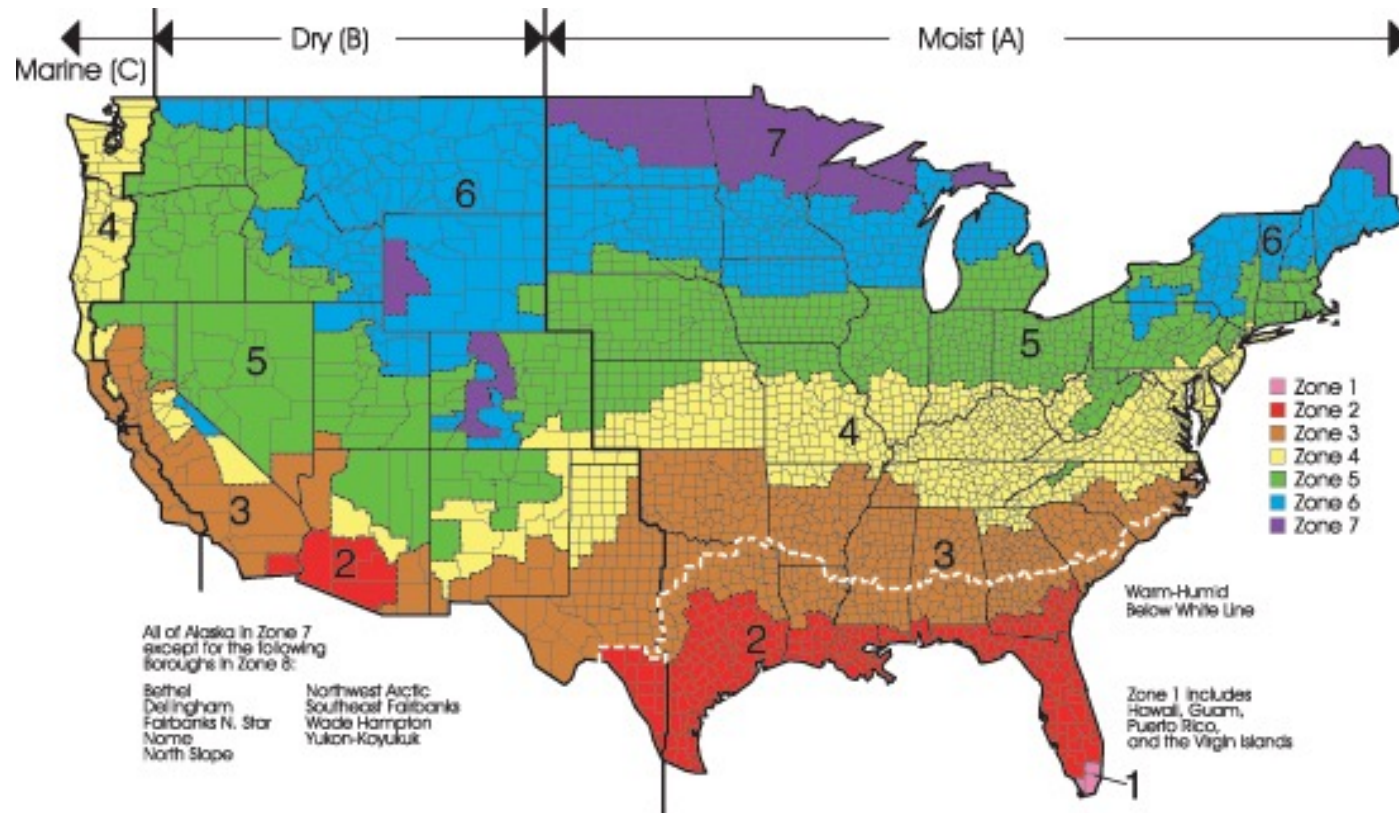 Dry (B)
Moist (A)
Marine (C)
7
6
6
4
5
5
4
3
3
2
2
1
Zone 1
Zone 2
Zone 3
Zone 4
Zone 5
Zone 6
Zone 7
Warm-Humid
Below White Line
All of Alaska in Zone 7
except for the following
Boroughs in Zone 8:
Bethel
Dellingham
Fairbanks N. Star
Nome
North Slope
Northwest Arctic
Southeast Fairbanks
Wade Hampton
Yukon-Koyukuk
Zone 1 includes
Hawaii, Guam,
Puerto Rico,
and the Virgin Islands